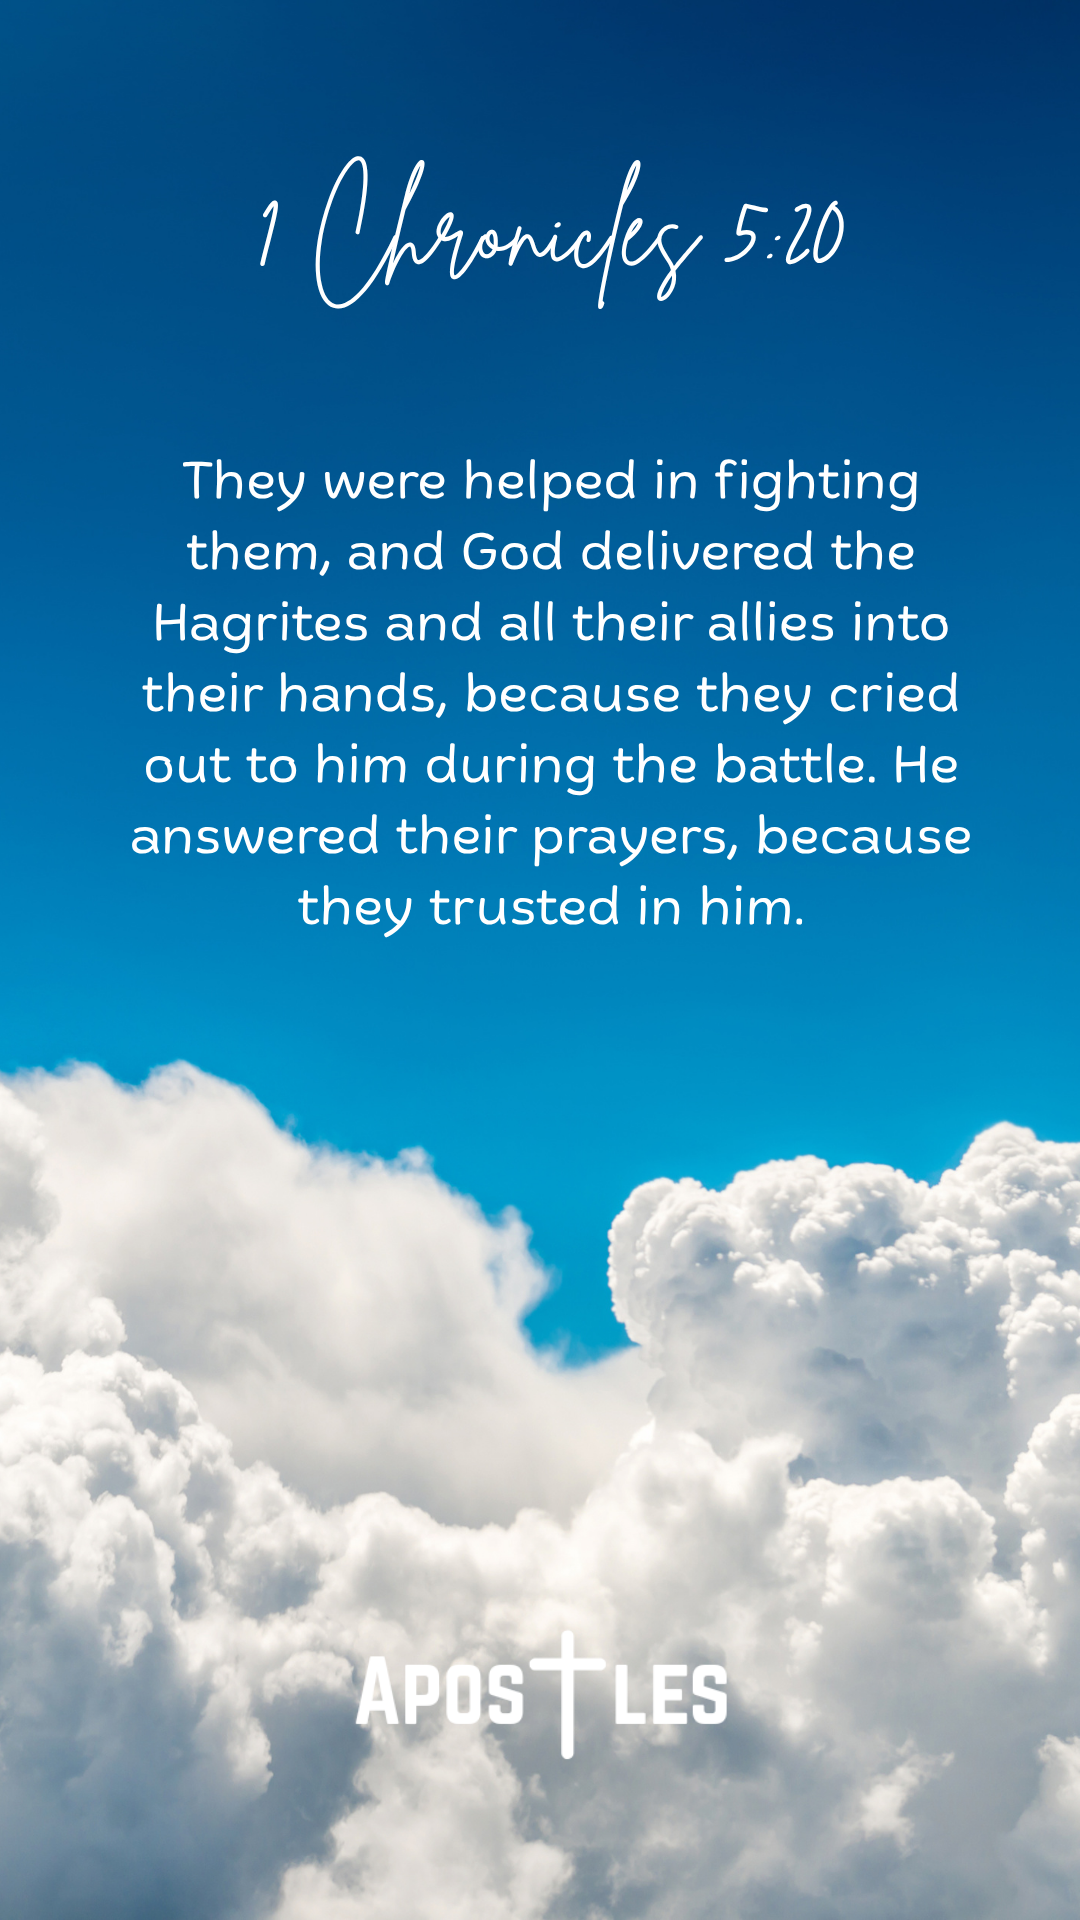 1 Chronicles 5:20
They were helped in fighting
them, and God delivered the
Hagrites and all their allies into
their hands, because they cried
out to him during the battle. He
answered their prayers, because
they trusted in him.
APOSTLES